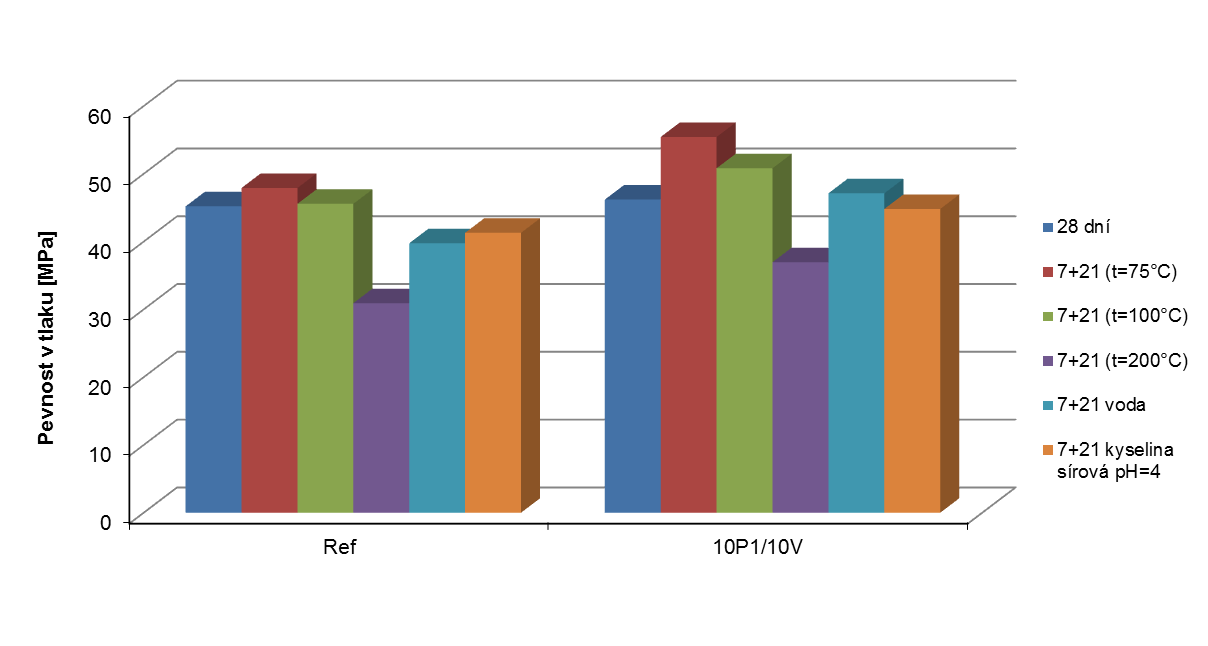 Pevnost v tlaku [MPa]
60
50
40
30
20
10
0
Ref
10P1/10V
28 dní
7+21 (t=75°C)
7+21 (t=100°C)
7+21 (t=200°C)
7+21 voda
7+21 kyselina
sírová pH=4